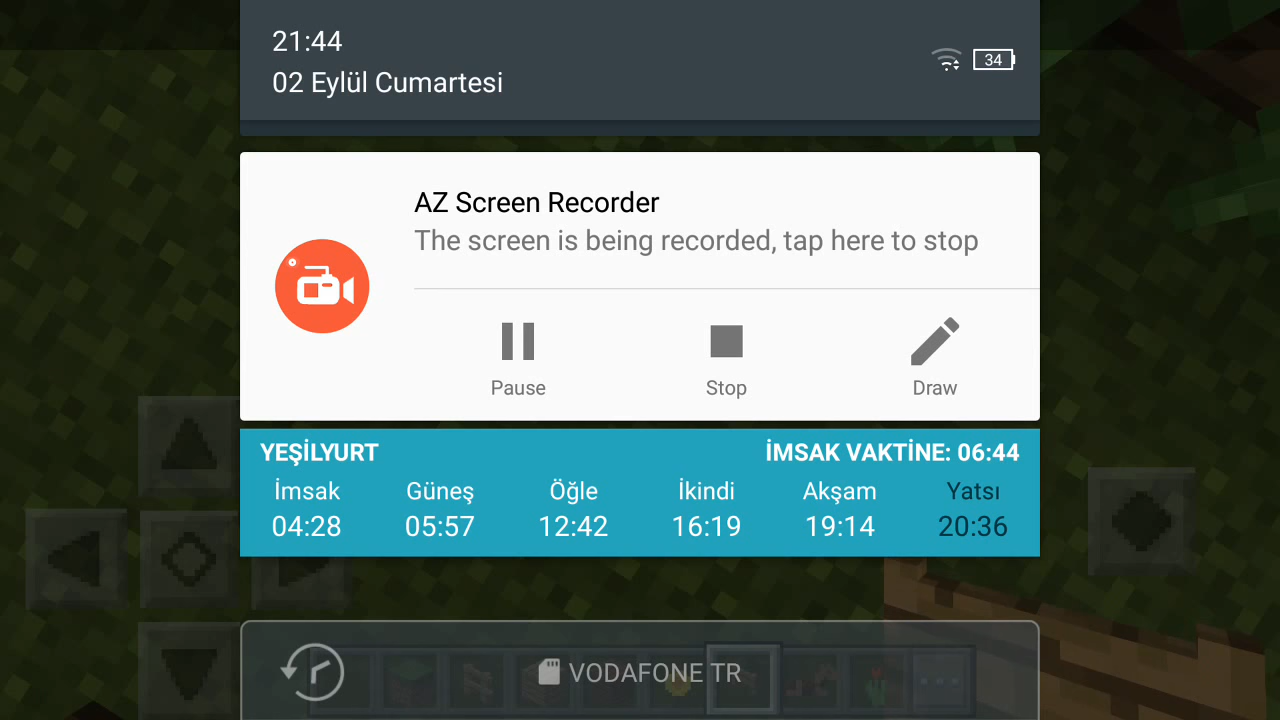 21:44
34
02 Eylül Cumartesi
AZ Screen Recorder
The screen is being recorded, tap here to stop
Pause Stop Draw
YEŞİLYURT İMSAK VAKTİNE: 06:44
İmsak Güneş Öğle İkindi Akşam Yatsı
04:28 05:57 12:42 16:19 19:14 20:36
VODAFONE TR